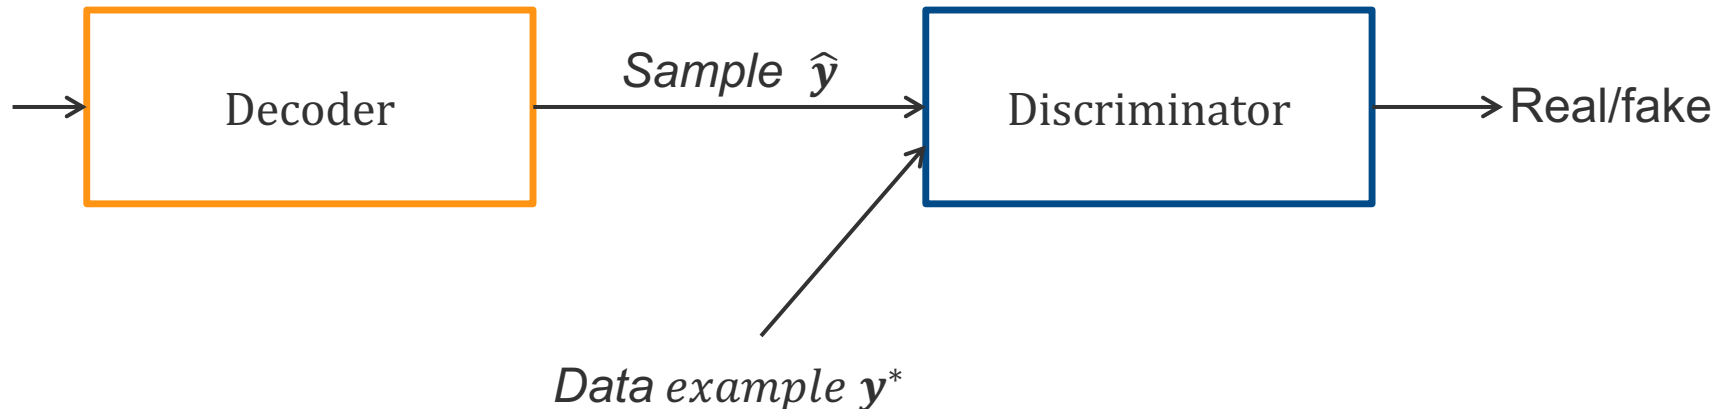 Decoder
Sample ŷ
Discriminator
Real/fake
Data example y*